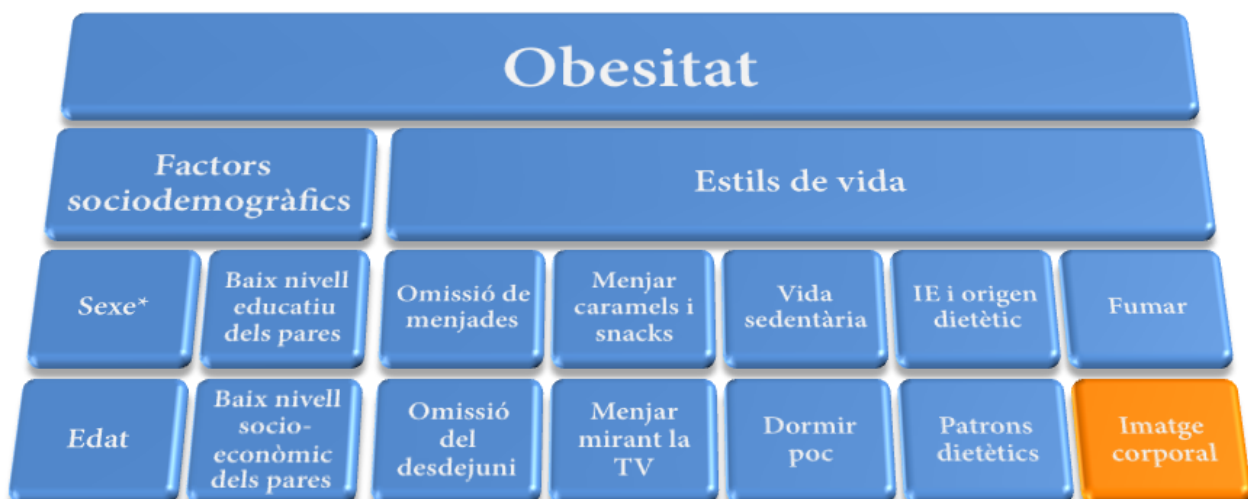 Obesitat
Factors
sociodemogràfics
Estils de vida
Sexe*
Baix nivell
educatiu
dels pares
Omissió de
menjades
Menjar
caramels i
snacks
Vida
sedentària
IE i origen
dietètic
Fumar
Edat
Baix nivell
socio-
econòmic
dels pares
Omissió
del
desdejuni
Menjar
mirant la
TV
Dormir
poc
Patrons
dietètics
Imatge
corporal